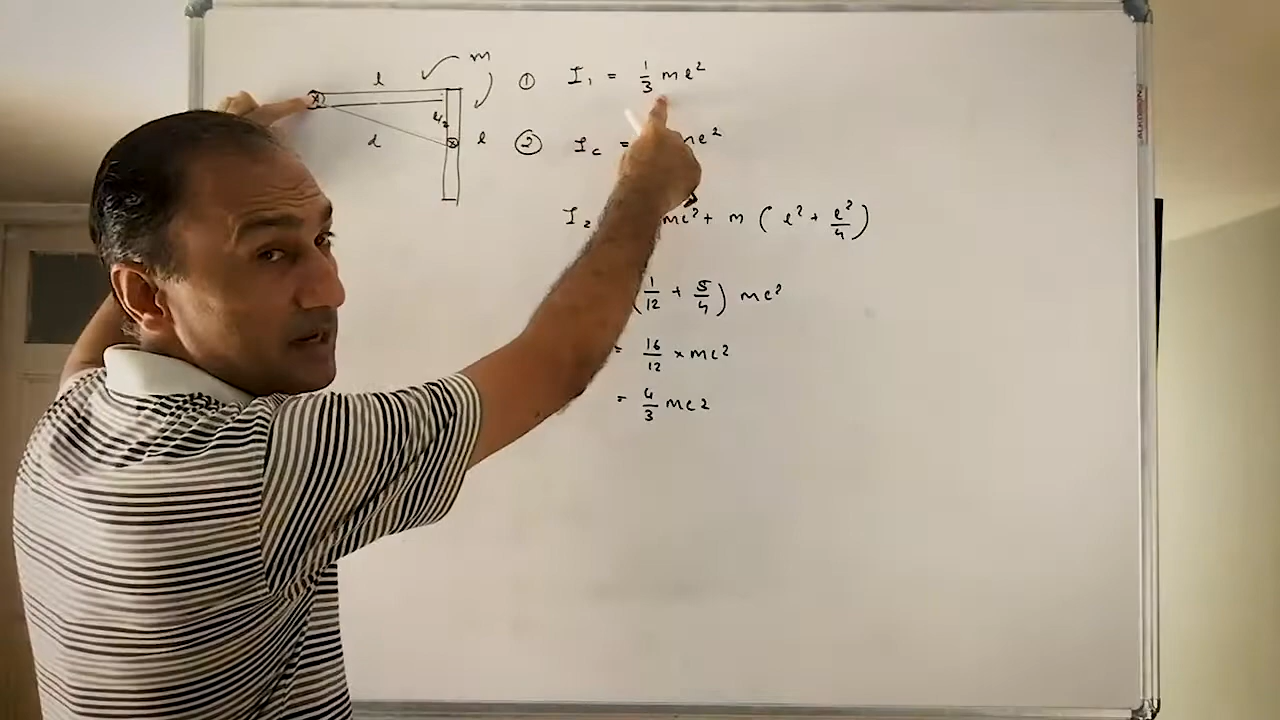 l m
l/2
d l
① I₁ = 1/3 ml²
② I_c = ml²
I₂ ml² + m ( l² + l²/4 )
( 1/12 + 5/4 ) ml²
= 16/12 × ml²
= 4/3 ml2